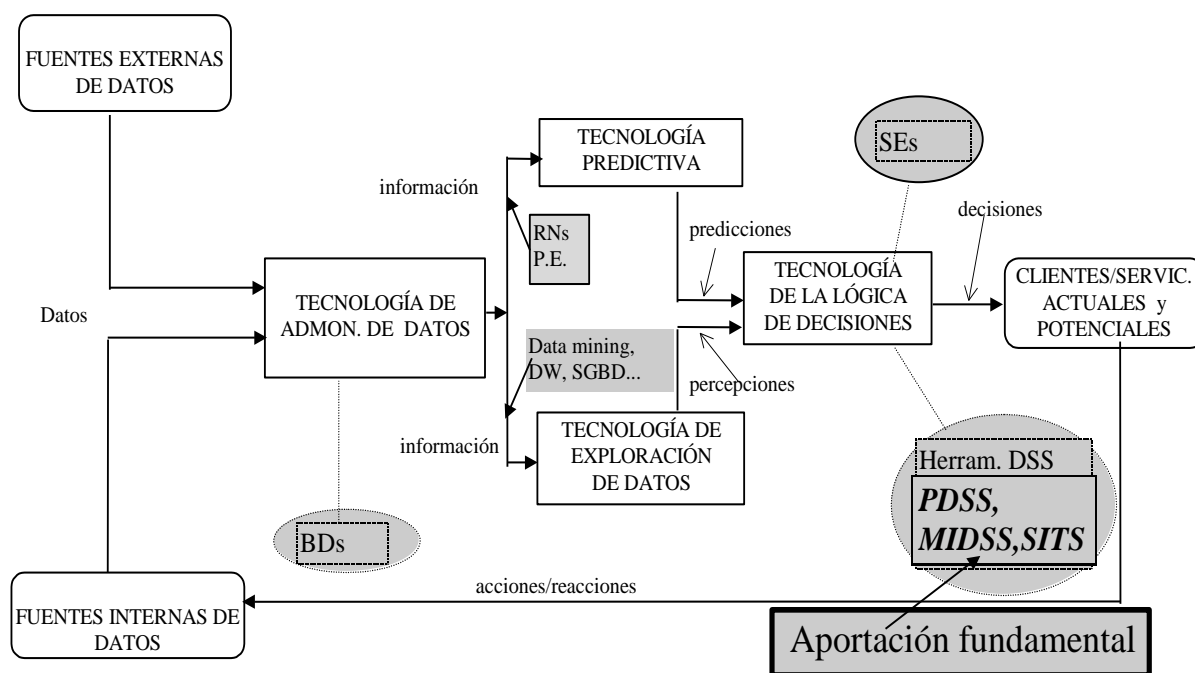 FUENTES EXTERNAS
DE DATOS
TECNOLOGÍA
PREDICTIVA
SEs
información
decisiones
RNs
P.E.
predicciones
TECNOLOGÍA DE
ADMON. DE DATOS
TECNOLOGÍA
DE LA LÓGICA
DE DECISIONES
CLIENTES/SERVIC.
ACTUALES y
POTENCIALES
Datos
Data mining,
DW, SGBD...
percepciones
información
TECNOLOGÍA DE
EXPLORACIÓN
DE DATOS
Herram. DSS
PDSS,
MIDSS,SITS
BDs
acciones/reacciones
FUENTES INTERNAS DE
DATOS
Aportación fundamental